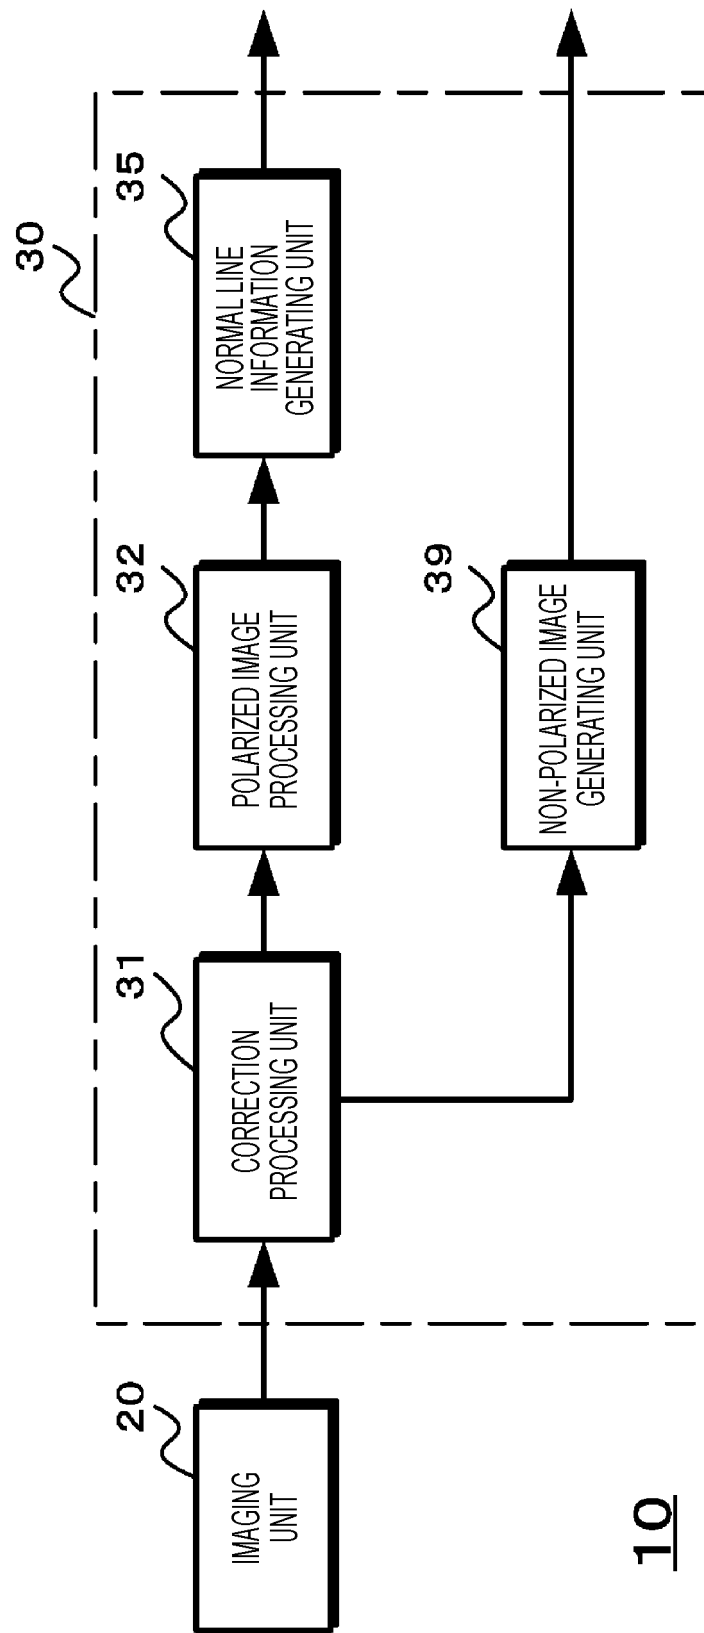 30
20
IMAGING
UNIT
31
CORRECTION
PROCESSING UNIT
32
POLARIZED IMAGE
PROCESSING UNIT
35
NORMAL LINE
INFORMATION
GENERATING UNIT
39
NON-POLARIZED IMAGE
GENERATING UNIT
10